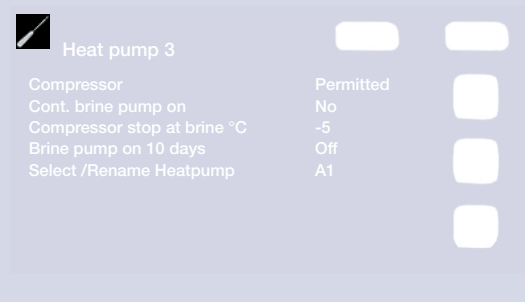 Heat pump 3
Compressor Permitted
Cont. brine pump on No
Compressor stop at brine °C -5
Brine pump on 10 days Off
Select /Rename Heatpump A1